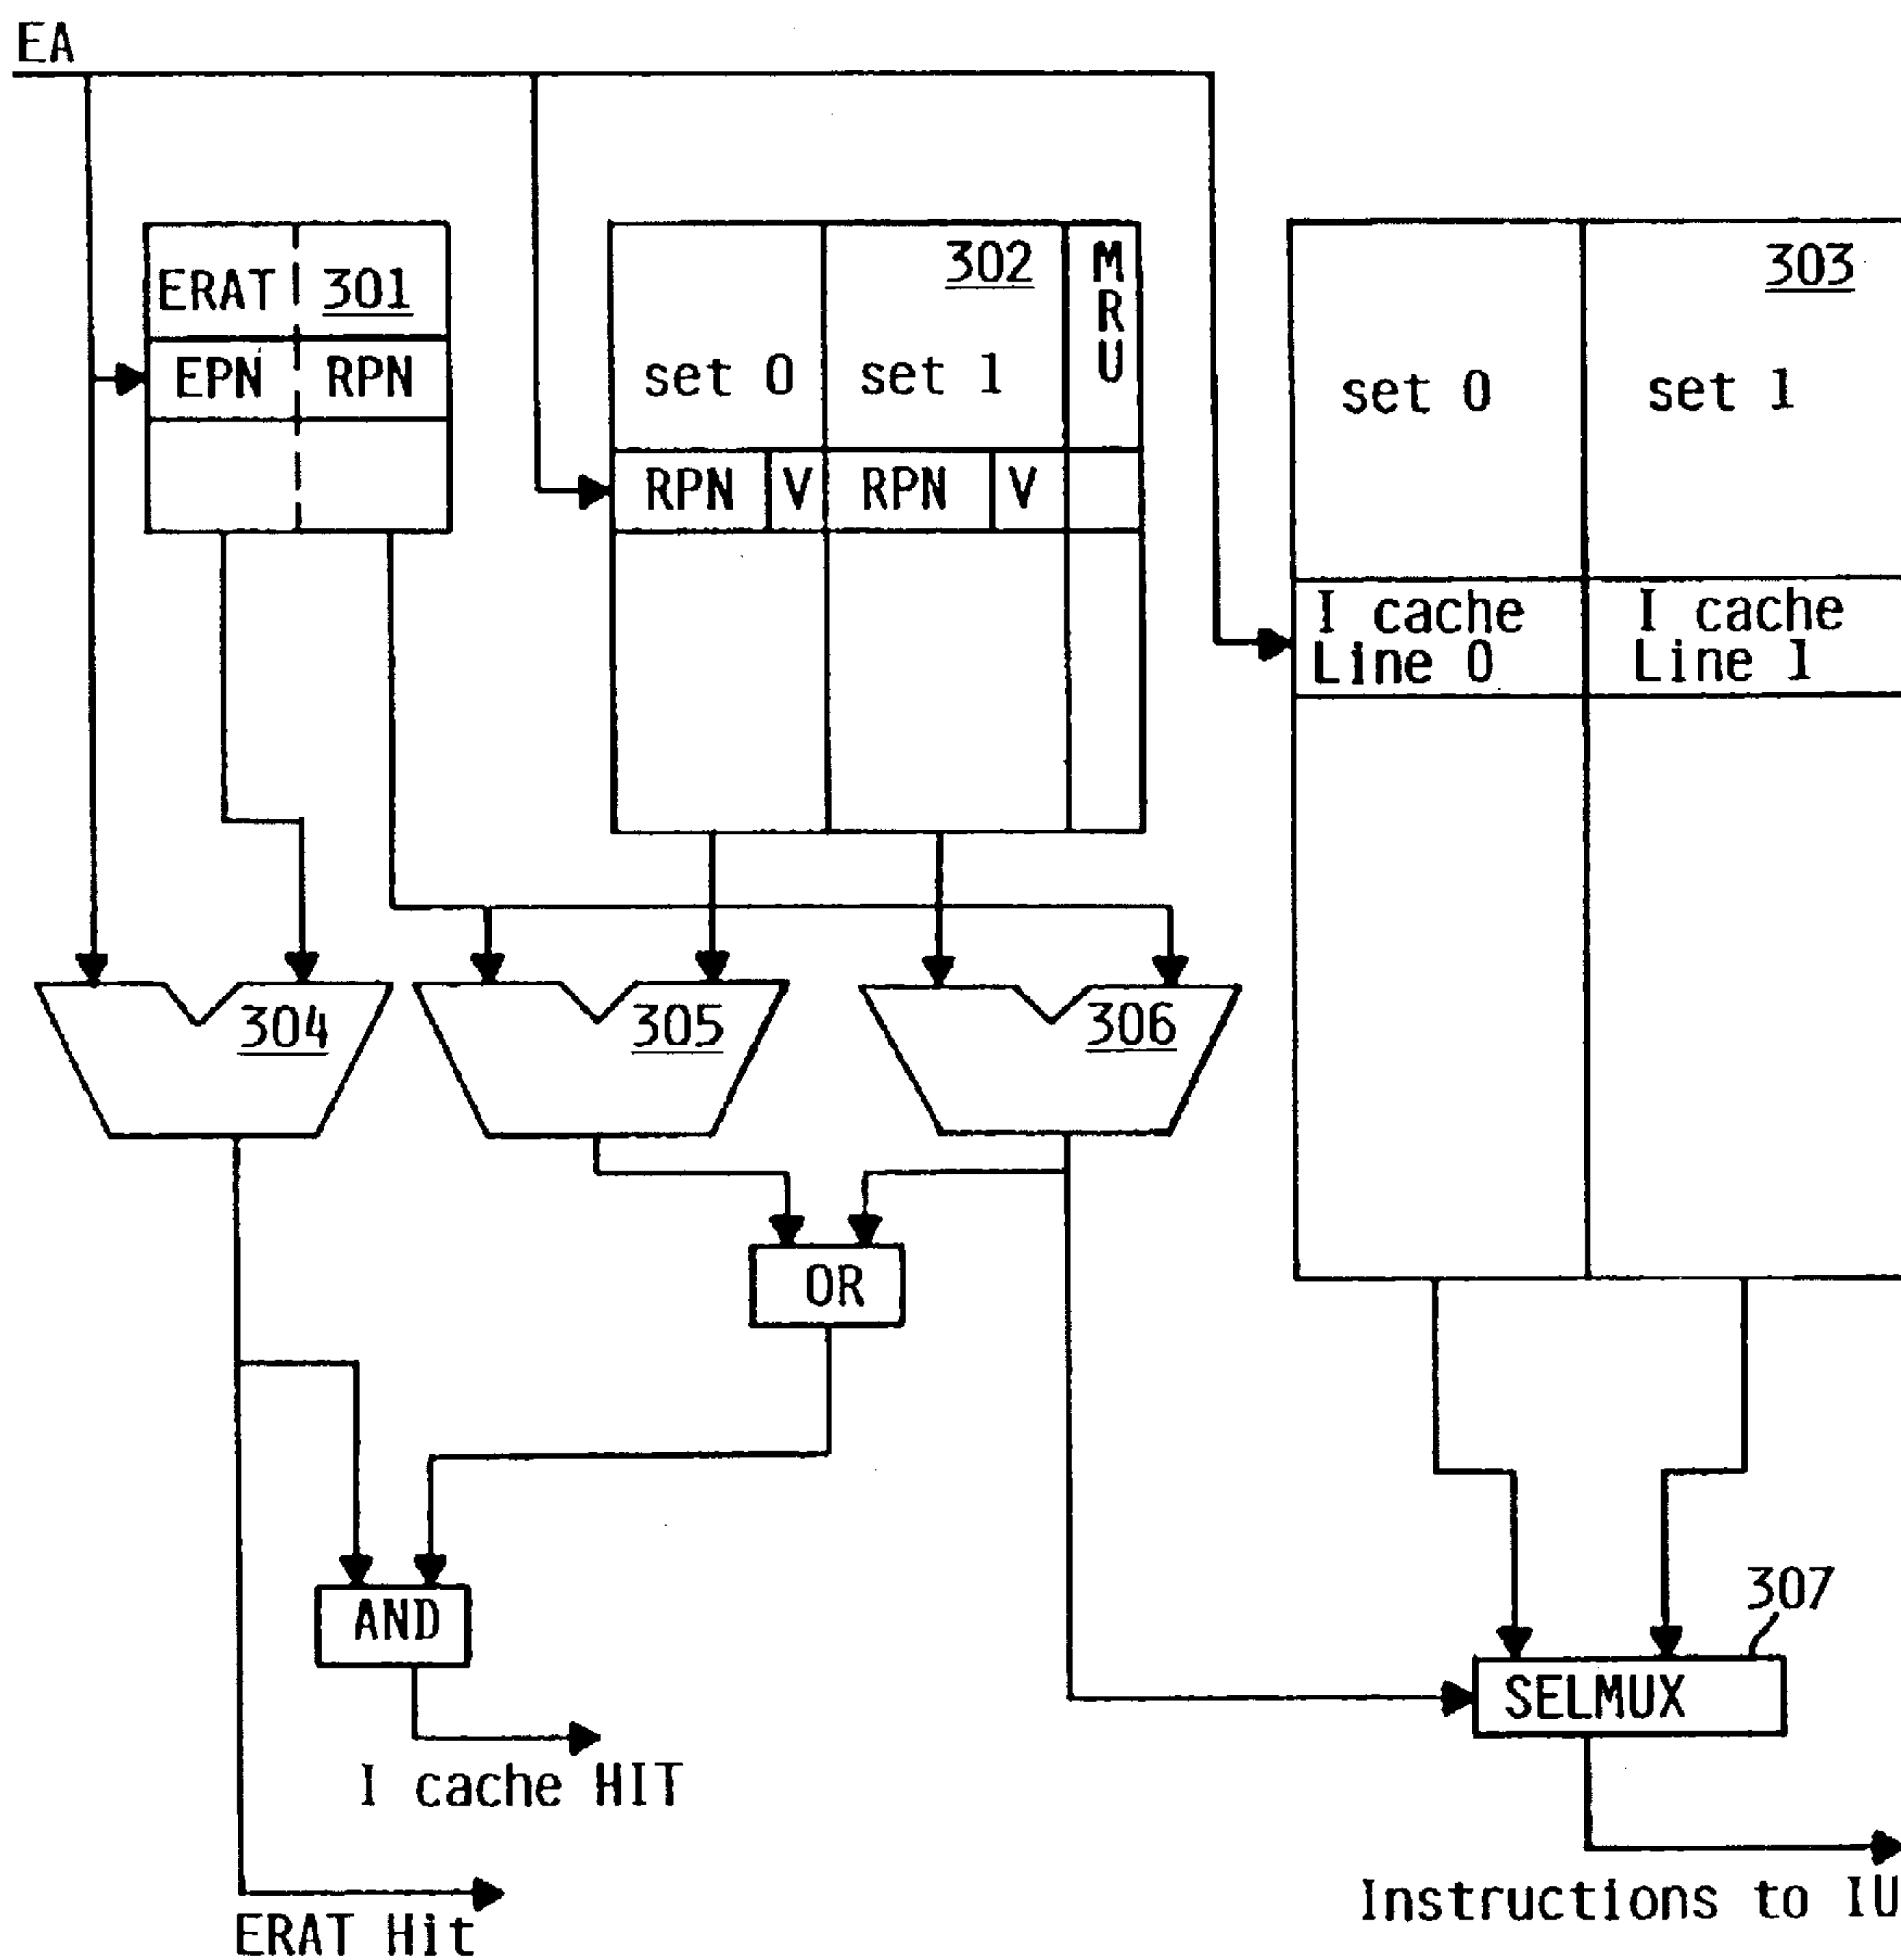 EA
ERAT 301
EPN RPN
302
MRU
set 0 set 1
RPN V RPN V
303
set 0 set 1
I cache Line 0
I cache Line 1
304
305
306
OR
AND
307
SELMUX
I cache HIT
ERAT Hit
Instructions to IU